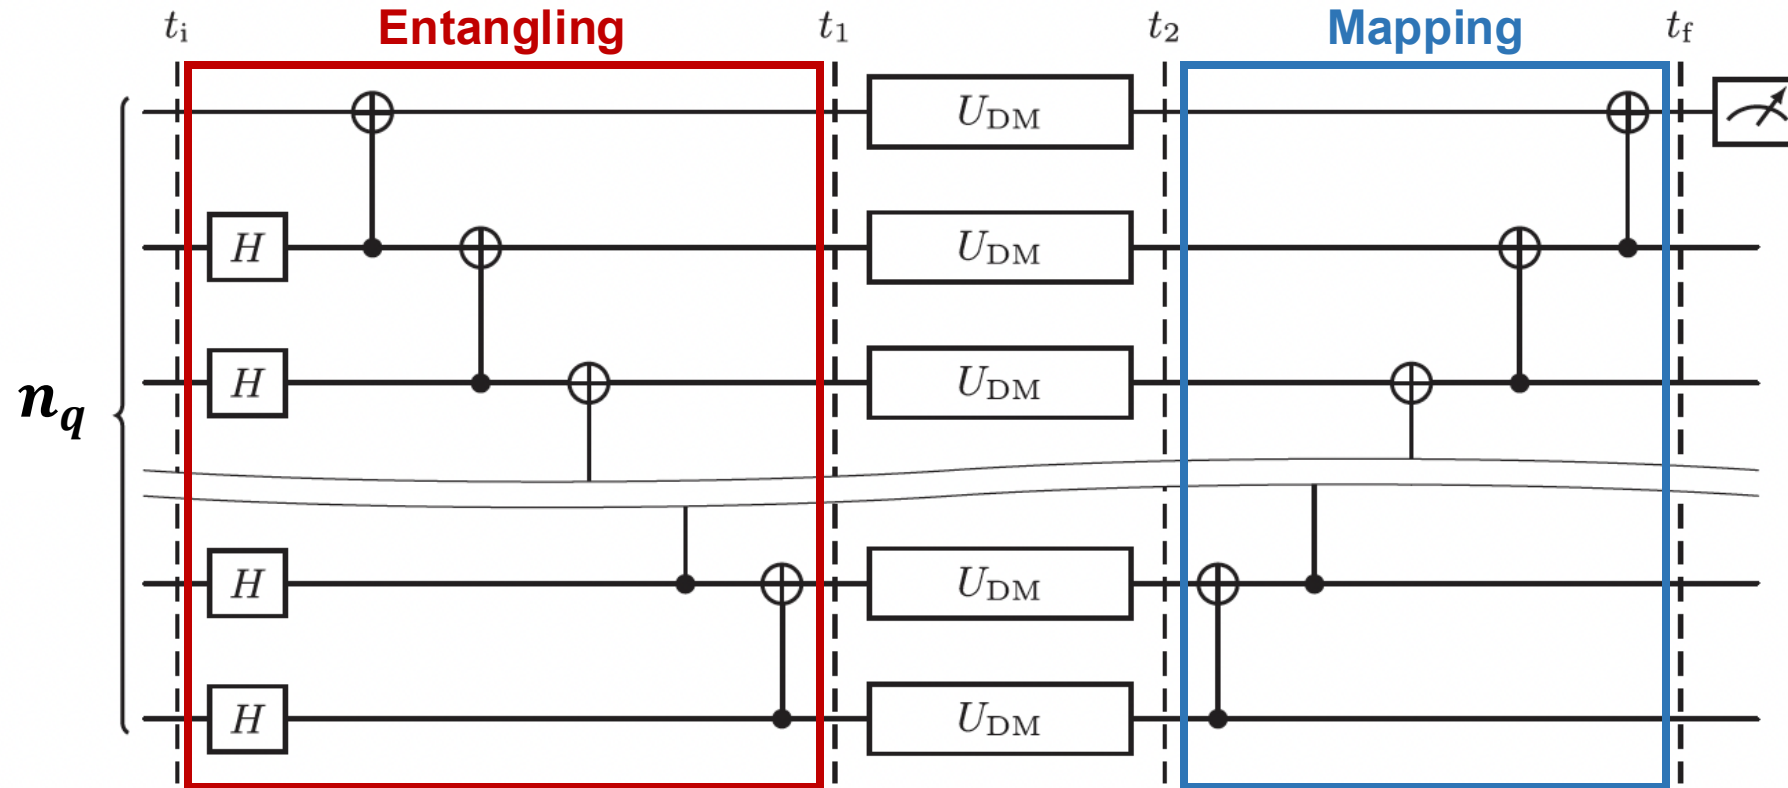 tᵢ Entangling t₁ t₂ Mapping t_f
U_DM
H U_DM
H U_DM
n_q
H U_DM
H U_DM